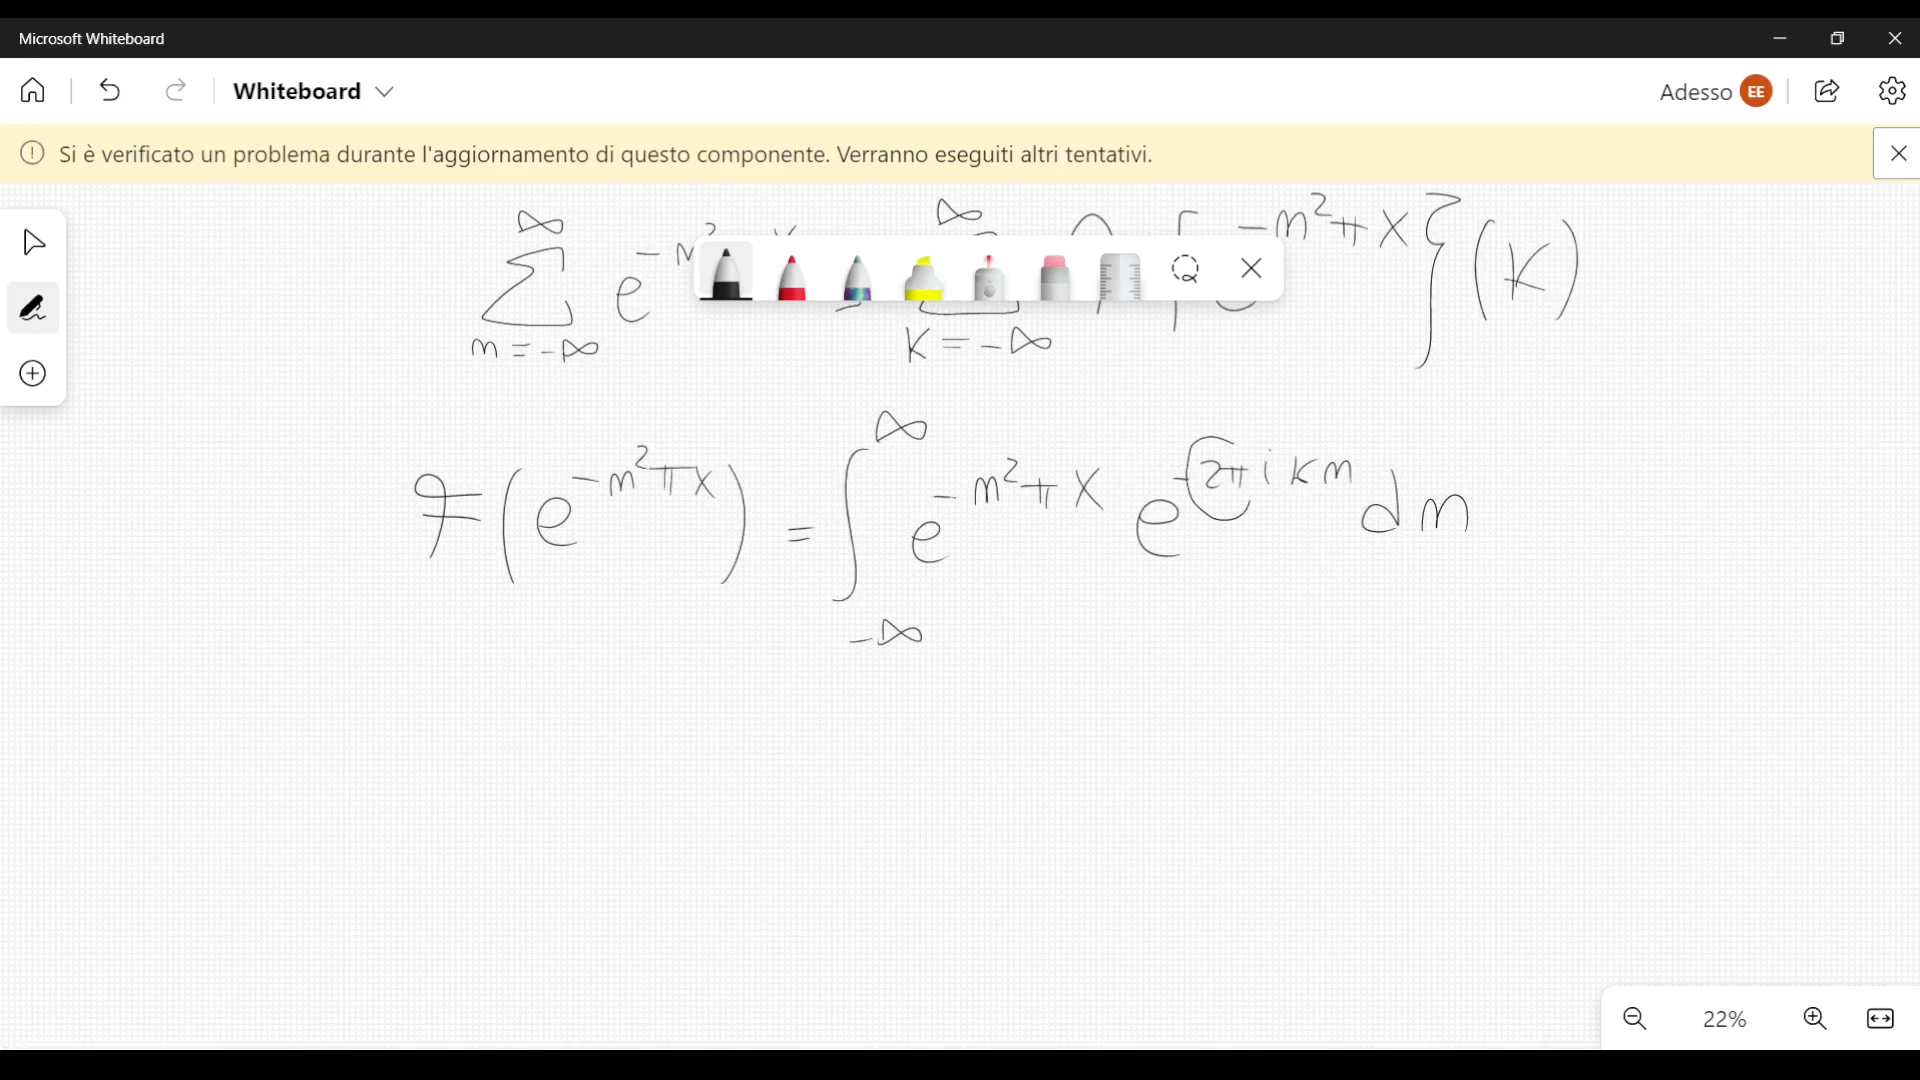 Microsoft Whiteboard
Whiteboard
Adesso EE
Si è verificato un problema durante l'aggiornamento di questo componente. Verranno eseguiti altri tentativi.
∞ ∞ -n²πx} (K)
∑ e^-n
n=-∞ K=-∞
F(e^{-n²πx}) = ∫_{-∞}^{∞} e^{-n²πx} e^{-(2πikn} dn
22%